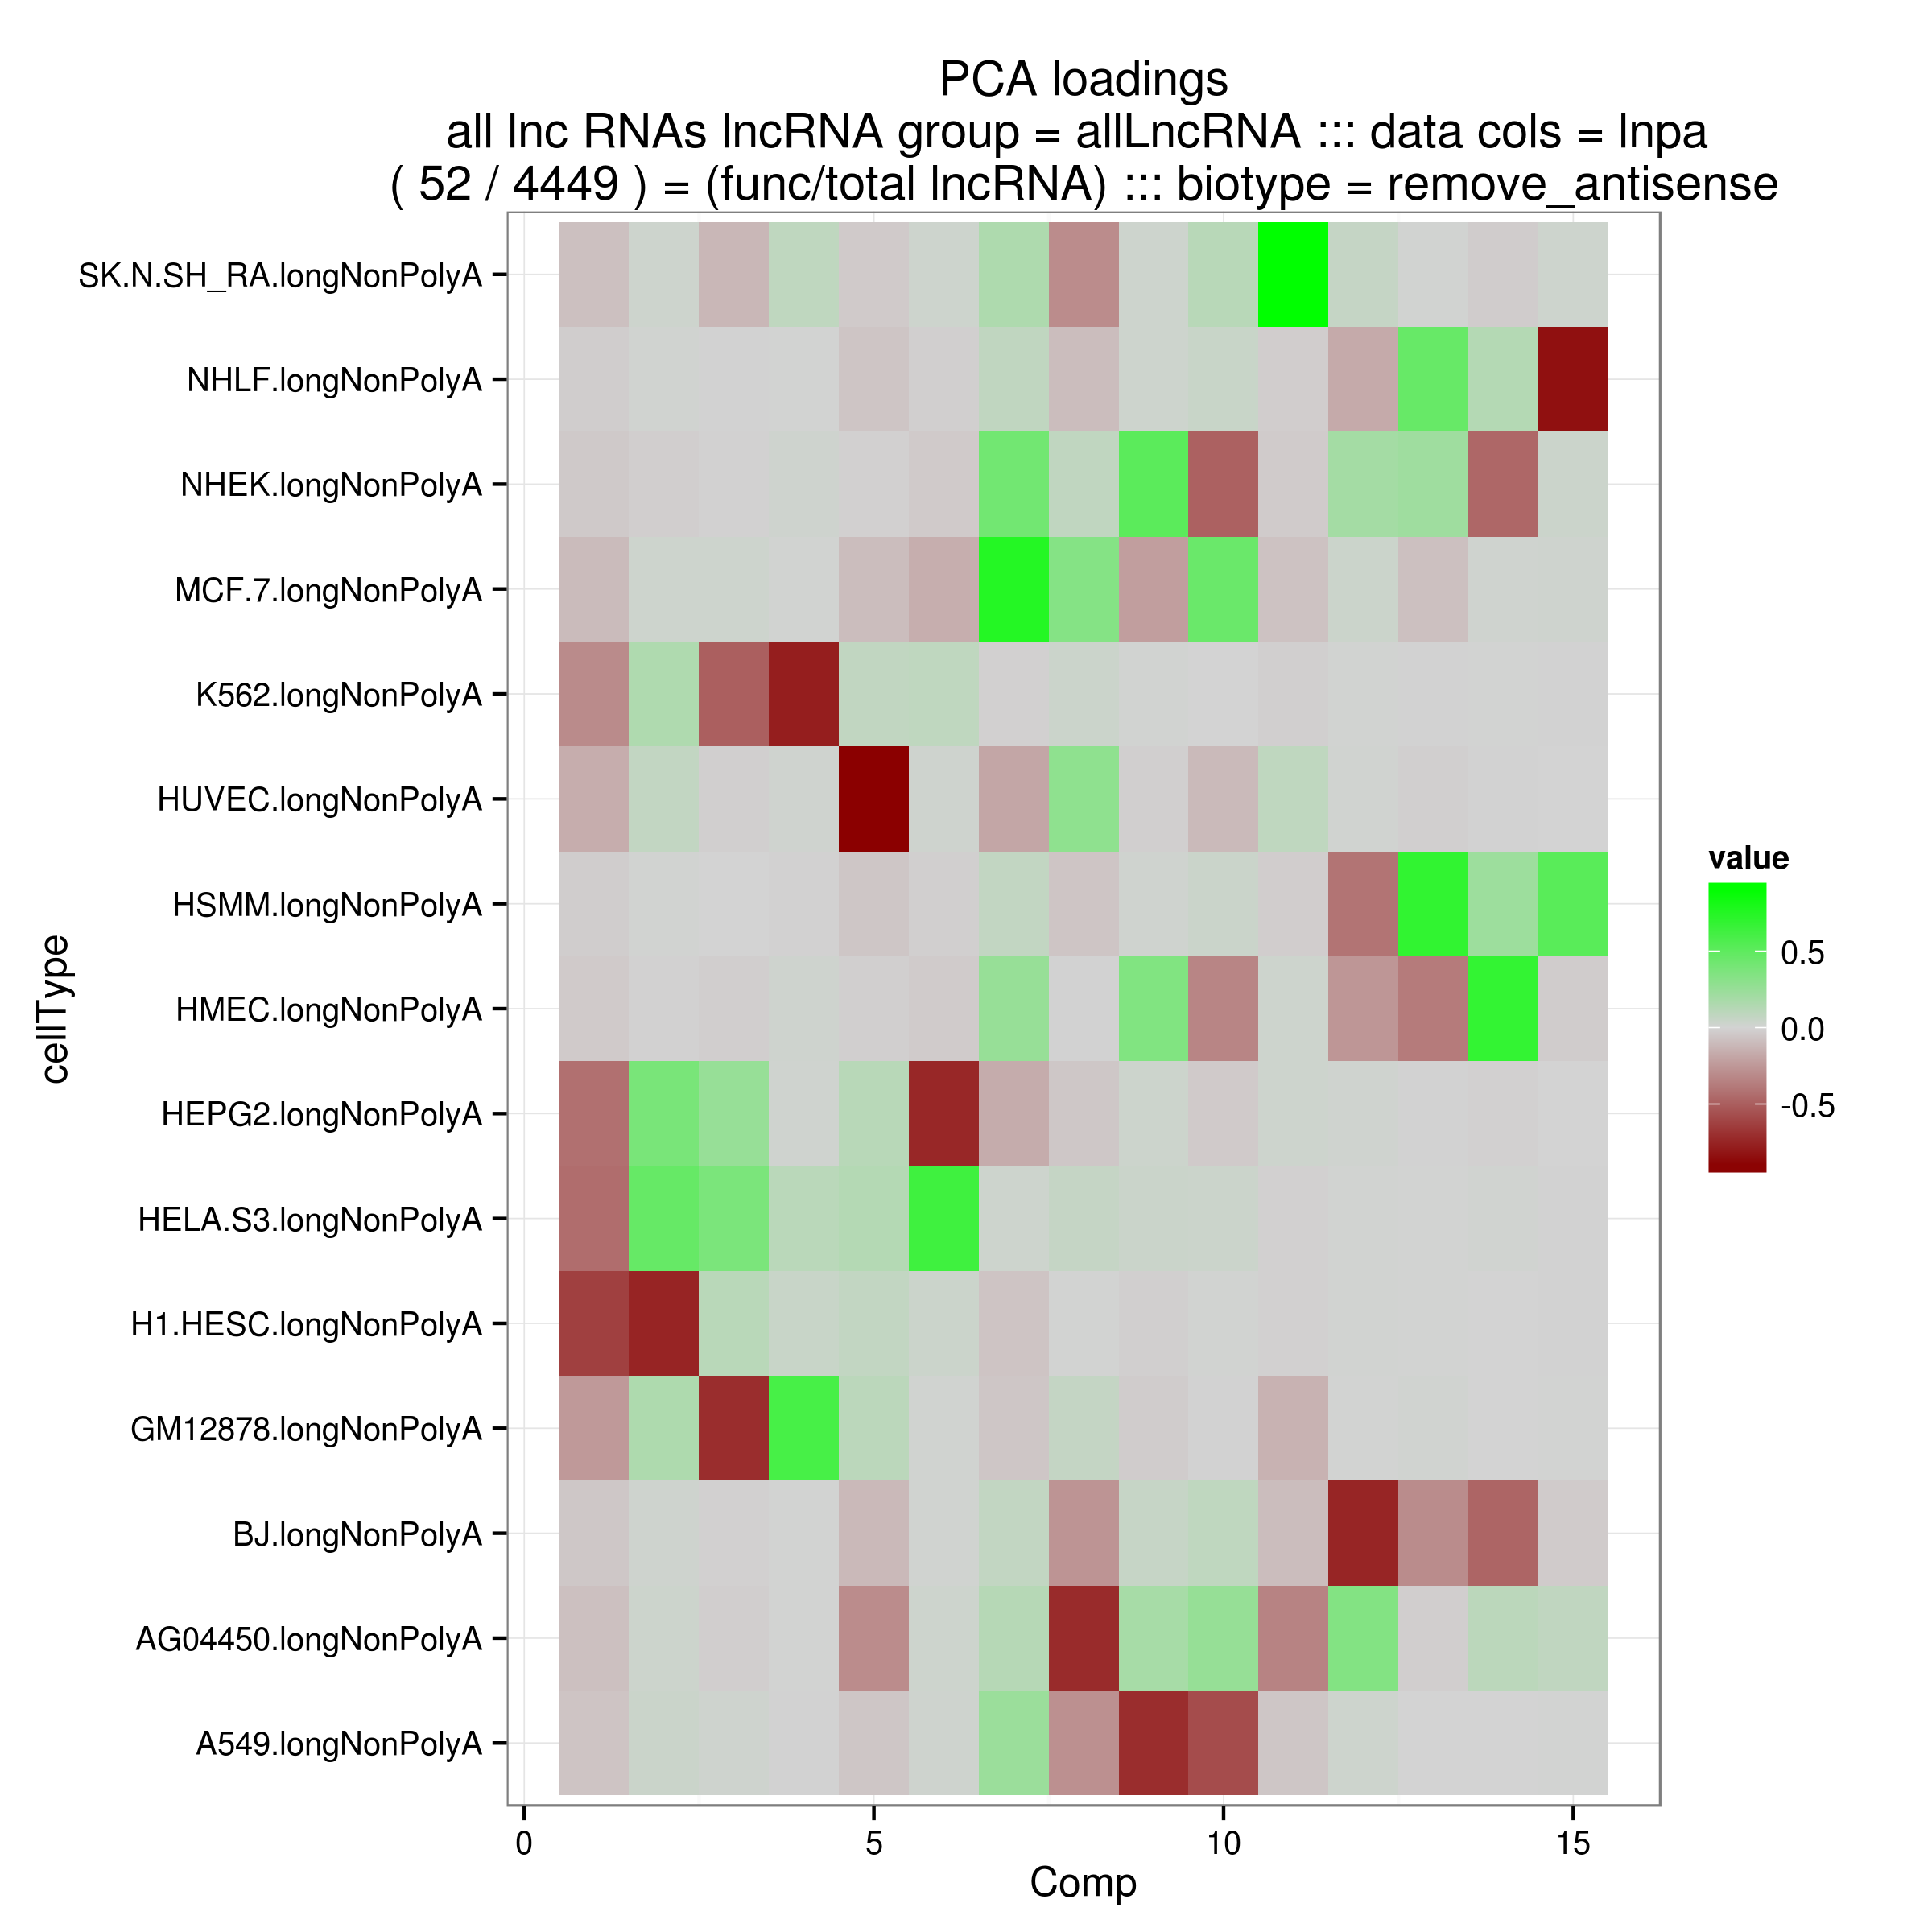 PCA loadings
all lnc RNAs lncRNA group = allLncRNA ::: data cols = lnpa
( 52 / 4449 ) = (func/total lncRNA) ::: biotype = remove_antisense
SK.N.SH_RA.longNonPolyA
NHLF.longNonPolyA
NHEK.longNonPolyA
MCF.7.longNonPolyA
K562.longNonPolyA
HUVEC.longNonPolyA
HSMM.longNonPolyA
HMEC.longNonPolyA
HEPG2.longNonPolyA
HELA.S3.longNonPolyA
H1.HESC.longNonPolyA
GM12878.longNonPolyA
BJ.longNonPolyA
AG04450.longNonPolyA
A549.longNonPolyA
cellType
0
5
10
15
Comp
value
0.5
0.0
-0.5